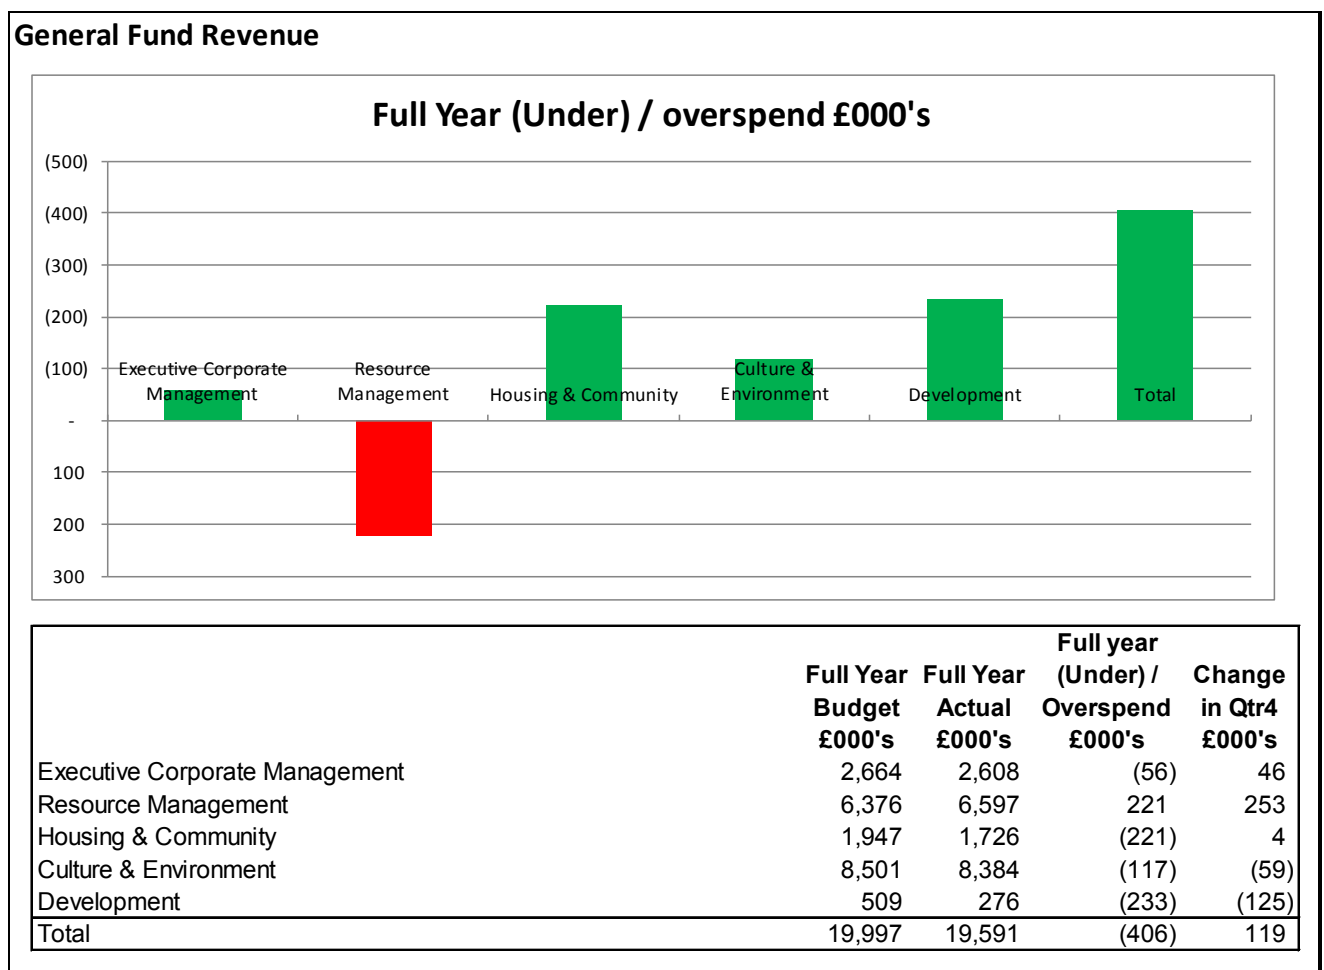 General Fund Revenue
Full Year (Under) / overspend £000's
(500)
(400)
(300)
(200)
(100)
-
100
200
300
Executive Corporate
Management
Resource
Management
Housing & Community
Culture &
Environment
Development
Total
Full year
Full Year Full Year (Under) / Change
Budget Actual Overspend in Qtr4
£000's £000's £000's £000's
Executive Corporate Management 2,664 2,608 (56) 46
Resource Management 6,376 6,597 221 253
Housing & Community 1,947 1,726 (221) 4
Culture & Environment 8,501 8,384 (117) (59)
Development 509 276 (233) (125)
Total 19,997 19,591 (406) 119